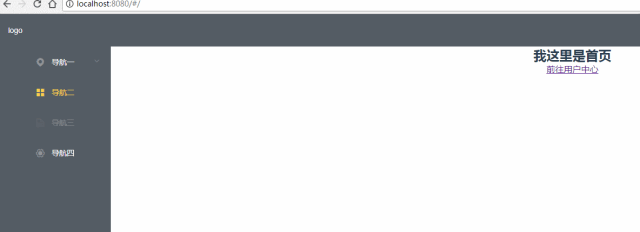 localhost:8080/#/
logo
导航一
我这里是首页
前往用户中心
导航二
导航三
导航四